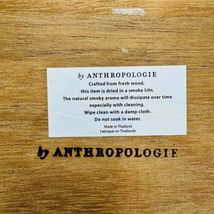 by ANTHROPOLOGIE
Crafted from fresh wood,
this item is dried in a smoke kiln.
The natural smoky aroma will dissipate over time
especially with cleaning.
Wipe clean with a damp cloth.
Do not soak in water.
Made in Thailand
Fabriqué en Thaïlande
by ANTHROPOLOGIE